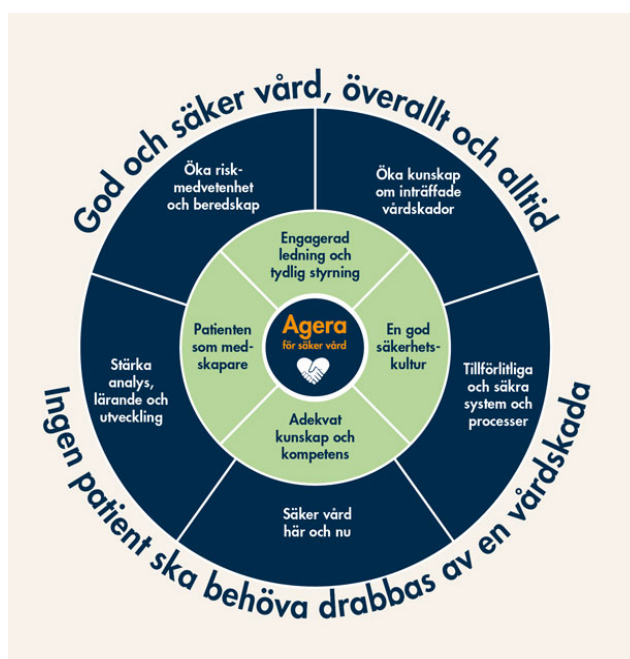 God och säker vård, överallt och alltid
Öka risk-
medvetenhet
och beredskap
Öka kunskap
om inträffade
vårdskador
Engagerad
ledning och
tydlig styrning
Patienten
som med-
skapare
Agera
för säker vård
En god
säkerhets-
kultur
Stärka
analys,
lärande och
utveckling
Tillförlitliga
och säkra
system och
processer
Adekvat
kunskap och
kompetens
Säker vård
här och nu
Ingen patient ska behöva drabbas av en vårdskada